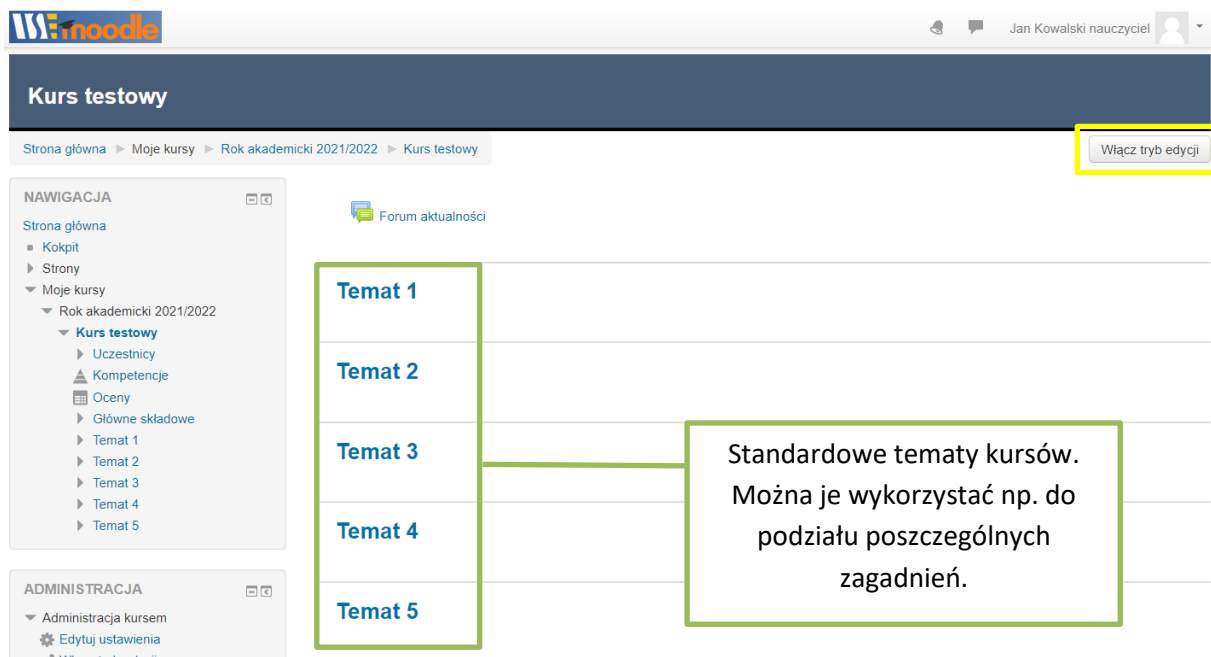 WSEmoodle
Jan Kowalski nauczyciel
Kurs testowy
Strona główna Moje kursy Rok akademicki 2021/2022 Kurs testowy
Włącz tryb edycji
NAWIGACJA
Strona główna
Kokpit
Strony
Moje kursy
Rok akademicki 2021/2022
Kurs testowy
Uczestnicy
Kompetencje
Oceny
Główne składowe
Temat 1
Temat 2
Temat 3
Temat 4
Temat 5
ADMINISTRACJA
Administracja kursem
Edytuj ustawienia
Forum aktualności
Temat 1
Temat 2
Temat 3
Temat 4
Temat 5
Standardowe tematy kursów.
Można je wykorzystać np. do
podziału poszczególnych
zagadnień.